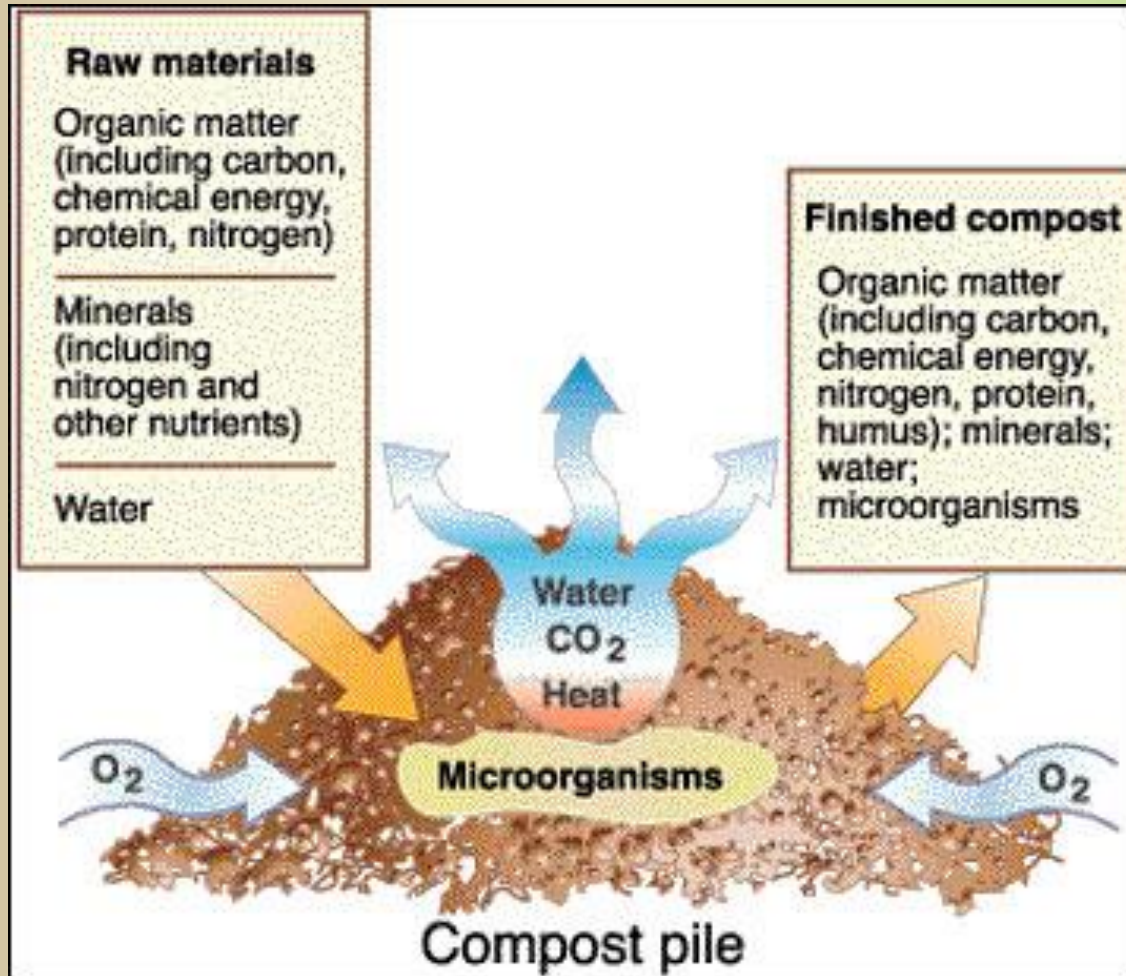 Raw materials
Organic matter
(including carbon,
chemical energy,
protein, nitrogen)
Minerals
(including
nitrogen and
other nutrients)
Water
Finished compost
Organic matter
(including carbon,
chemical energy,
nitrogen, protein,
humus); minerals;
water;
microorganisms
Water
CO₂
Heat
Microorganisms
O₂
O₂
Compost pile